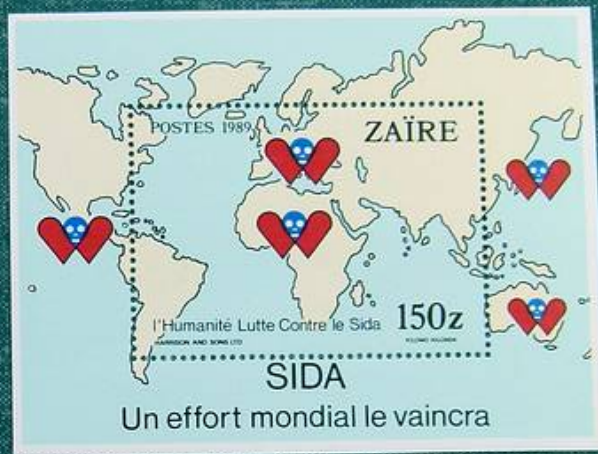 POSTES 1989
ZAÏRE
l'Humanité Lutte Contre le Sida
150z
HARRISON AND SONS LTD
SIDA
Un effort mondial le vaincra